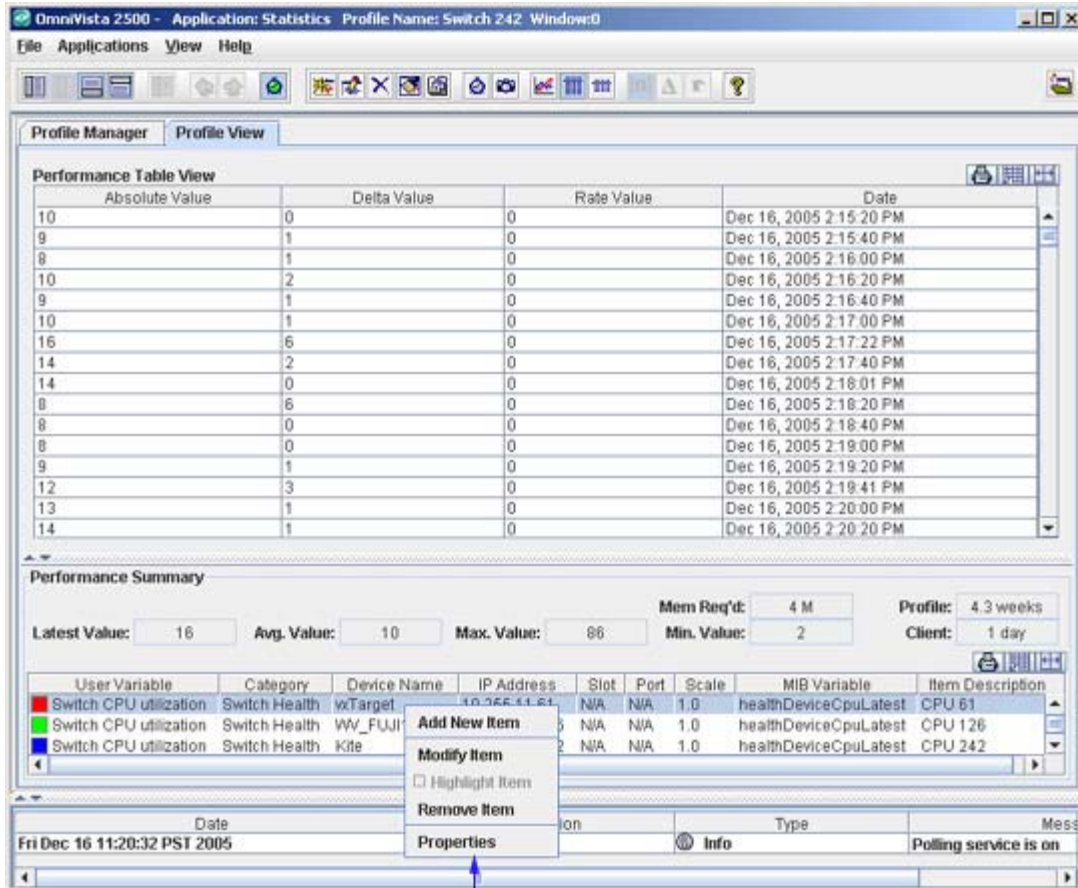 OmniVista 2500 - Application: Statistics Profile Name: Switch 242 Window:0
File Applications View Help
Profile Manager Profile View
Performance Table View
Absolute Value Delta Value Rate Value Date
10 0 0 Dec 16, 2005 2:15:20 PM
9 1 0 Dec 16, 2005 2:15:40 PM
8 1 0 Dec 16, 2005 2:16:00 PM
10 2 0 Dec 16, 2005 2:16:20 PM
9 1 0 Dec 16, 2005 2:16:40 PM
10 1 0 Dec 16, 2005 2:17:00 PM
16 6 0 Dec 16, 2005 2:17:22 PM
14 2 0 Dec 16, 2005 2:17:40 PM
14 0 0 Dec 16, 2005 2:18:01 PM
8 6 0 Dec 16, 2005 2:18:20 PM
8 0 0 Dec 16, 2005 2:18:40 PM
8 0 0 Dec 16, 2005 2:19:00 PM
9 1 0 Dec 16, 2005 2:19:20 PM
12 3 0 Dec 16, 2005 2:19:41 PM
13 1 0 Dec 16, 2005 2:20:00 PM
14 1 0 Dec 16, 2005 2:20:20 PM
Performance Summary
Mem Req'd: 4 M Profile: 4.3 weeks
Latest Value: 16 Avg. Value: 10 Max. Value: 86 Min. Value: 2 Client: 1 day
User Variable Category Device Name IP Address Slot Port Scale MIB Variable Item Description
Switch CPU utilization Switch Health vxTarget N/A N/A 1.0 healthDeviceCpuLatest CPU 61
Switch CPU utilization Switch Health N/A N/A 1.0 healthDeviceCpuLatest CPU 126
Switch CPU utilization Switch Health Kite 2 N/A N/A 1.0 healthDeviceCpuLatest CPU 242
Add New Item
Modify Item
Highlight Item
Remove Item
Properties
Date ion Type Mess
Fri Dec 16 11:20:32 PST 2005 Info Polling service is on